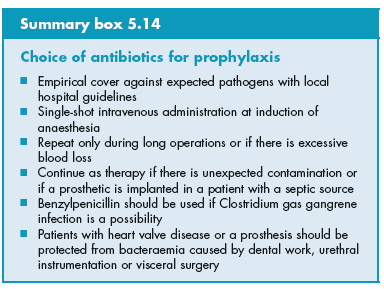 Summary box 5.14
Choice of antibiotics for prophylaxis
■ Empirical cover against expected pathogens with local
hospital guidelines
■ Single-shot intravenous administration at induction of
anaesthesia
■ Repeat only during long operations or if there is excessive
blood loss
■ Continue as therapy if there is unexpected contamination or
if a prosthetic is implanted in a patient with a septic source
■ Benzylpenicillin should be used if Clostridium gas gangrene
infection is a possibility
■ Patients with heart valve disease or a prosthesis should be
protected from bacteraemia caused by dental work, urethral
instrumentation or visceral surgery